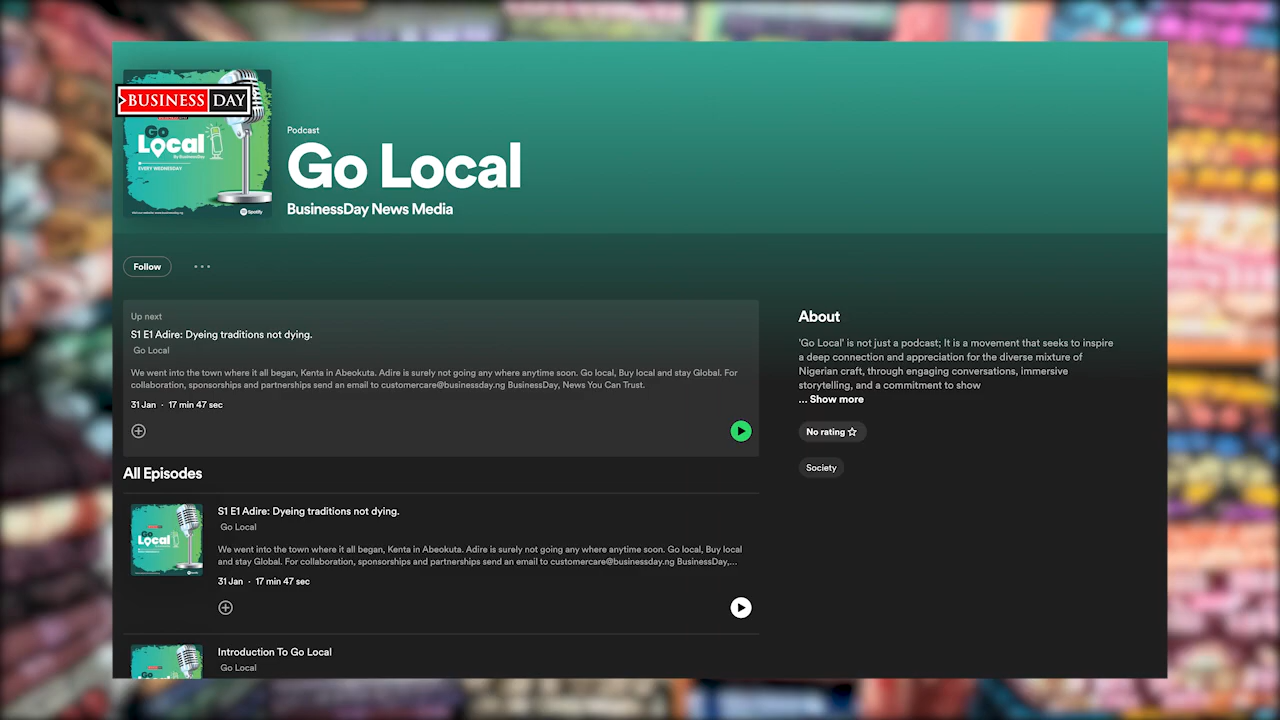 BUSINESS DAY
Go
Local
By BusinessDay
EVERY WEDNESDAY
Spotify
Podcast
Go Local
BusinessDay News Media
Follow
Up next
S1 E1 Adire: Dyeing traditions not dying.
Go Local
We went into the town where it all began, Kenta in Abeokuta. Adire is surely not going any where anytime soon. Go local, Buy local and stay Global. For
collaboration, sponsorships and partnerships send an email to customercare@businessday.ng BusinessDay, News You Can Trust.
31 Jan · 17 min 47 sec
All Episodes
S1 E1 Adire: Dyeing traditions not dying.
Go Local
We went into the town where it all began, Kenta in Abeokuta. Adire is surely not going any where anytime soon. Go local, Buy local
and stay Global. For collaboration, sponsorships and partnerships send an email to customercare@businessday.ng BusinessDay,...
31 Jan · 17 min 47 sec
Go
Local
Introduction To Go Local
Go Local
About
'Go Local' is not just a podcast; It is a movement that seeks to inspire
a deep connection and appreciation for the diverse mixture of
Nigerian craft, through engaging conversations, immersive
storytelling, and a commitment to show
... Show more
No rating
Society